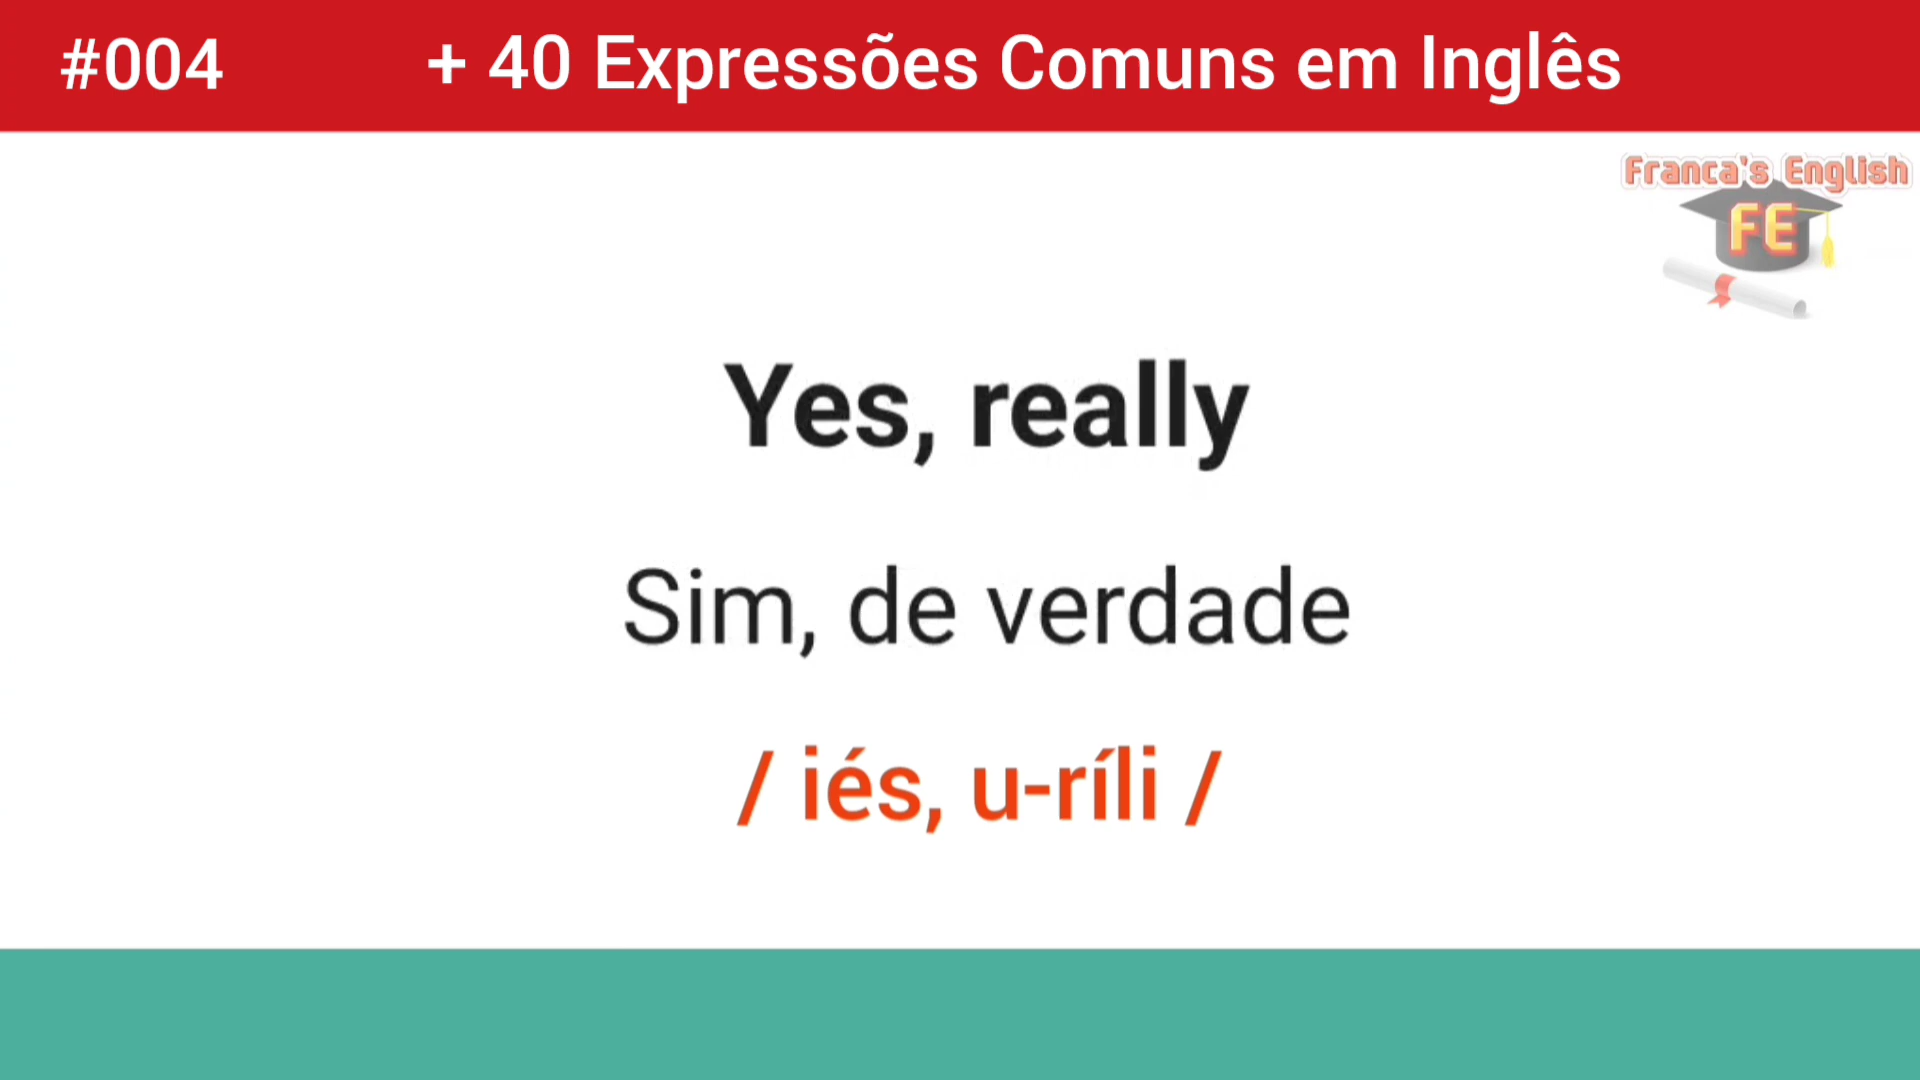 #004 + 40 Expressões Comuns em Inglês
Franca's English
FE
Yes, really
Sim, de verdade
/ iés, u-ríli /